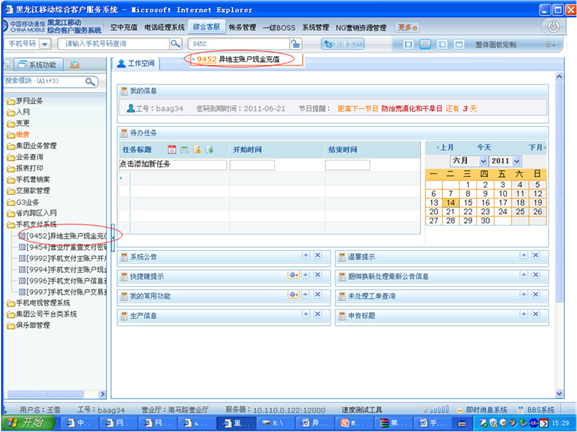 黑龙江移动综合客户服务系统 - Microsoft Internet Explorer
中国移动通信 CHINA MOBILE 黑龙江移动 综合客户服务系统
空中充值 电话经理系统 综合客服 帐务管理 一级BOSS 系统管理 NG营销资源管理 更多
手机号码 请输入手机号码查询 9452 整体面板定制
9452 异地主账户现金充值
系统功能
搜索模块 (Alt+3)
梦网业务
入网
变更
缴费
集团业务管理
业务查询
报表打印
手机营销案
交接款管理
G3业务
省内跨区入网
手机支付系统
[9452]异地主账户现金充值
[9454]营业厅重置支付密码
[9992]手机支付主账户开户
[9994]手机支付主账户现金
[9996]手机支付账户信息查
[9997]手机支付账户交易查
手机电视管理系统
集团公司平台类系统
俱乐部管理
工作空间
我的信息
工号: baag34 密码到期时间: 2011-06-21 节日提醒: 距离下一节日 防治荒漠化和干旱日 还有 3 天
待办任务
任务标题 开始时间 结束时间
点击添加新任务
<上月 今天 下月>
六月 2011
一 二 三 四 五 六 日
1 2 3 4 5
6 7 8 9 10 11 12
13 14 15 16 17 18 19
20 21 22 23 24 25 26
27 28 29 30
系统公告 温馨提示
快捷键提示 捆绑换新处理最新公告信息
我的常用功能 未处理工单查询
生产信息 申告标题
用户名: 王雪 工号: baag34 营业厅: 南马路营业厅 服务器: 10.110.0.122:12000 速度测试工具 即时消息系统 BBS系统
开始 15:29